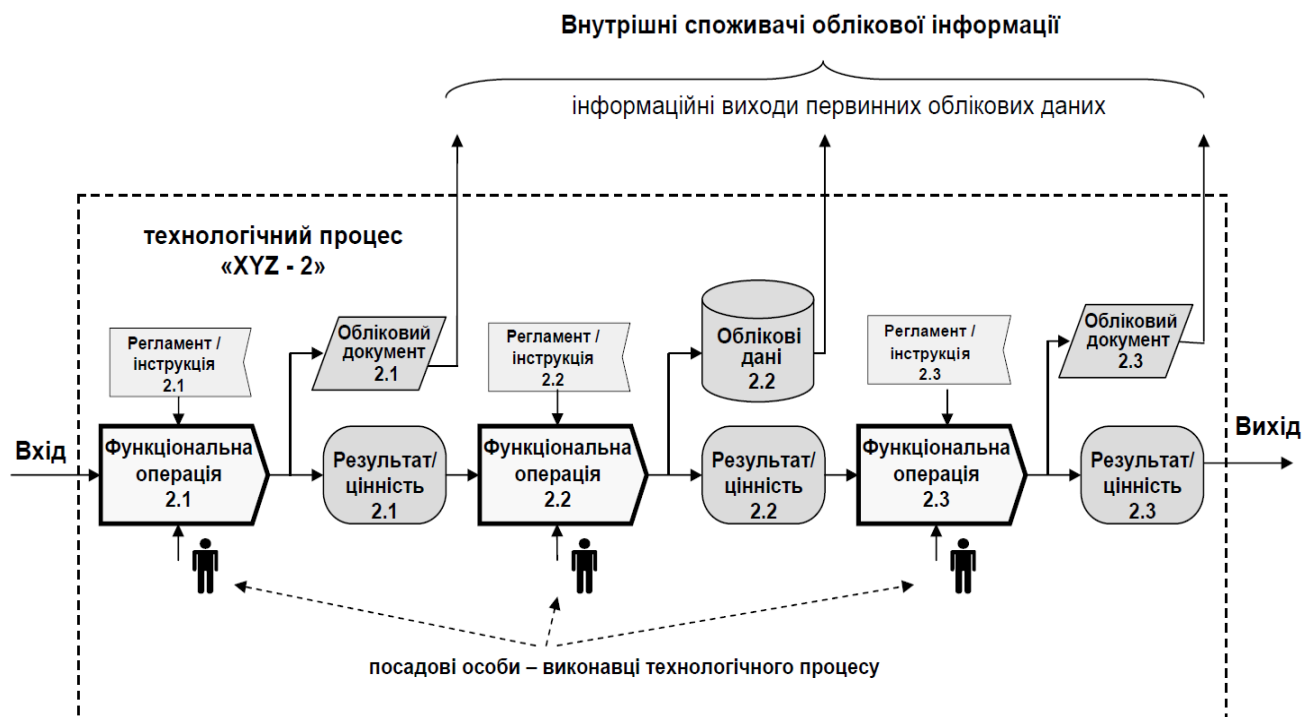 Внутрішні споживачі облікової інформації
інформаційні виходи первинних облікових даних
технологічний процес
«XYZ - 2»
Регламент /
інструкція
2.1
Обліковий
документ
2.1
Регламент /
інструкція
2.2
Облікові
дані
2.2
Регламент /
інструкція
2.3
Обліковий
документ
2.3
Вхід
Функціональна
операція
2.1
Результат/
цінність
2.1
Функціональна
операція
2.2
Результат/
цінність
2.2
Функціональна
операція
2.3
Результат/
цінність
2.3
Вихід
посадові особи – виконавці технологічного процесу